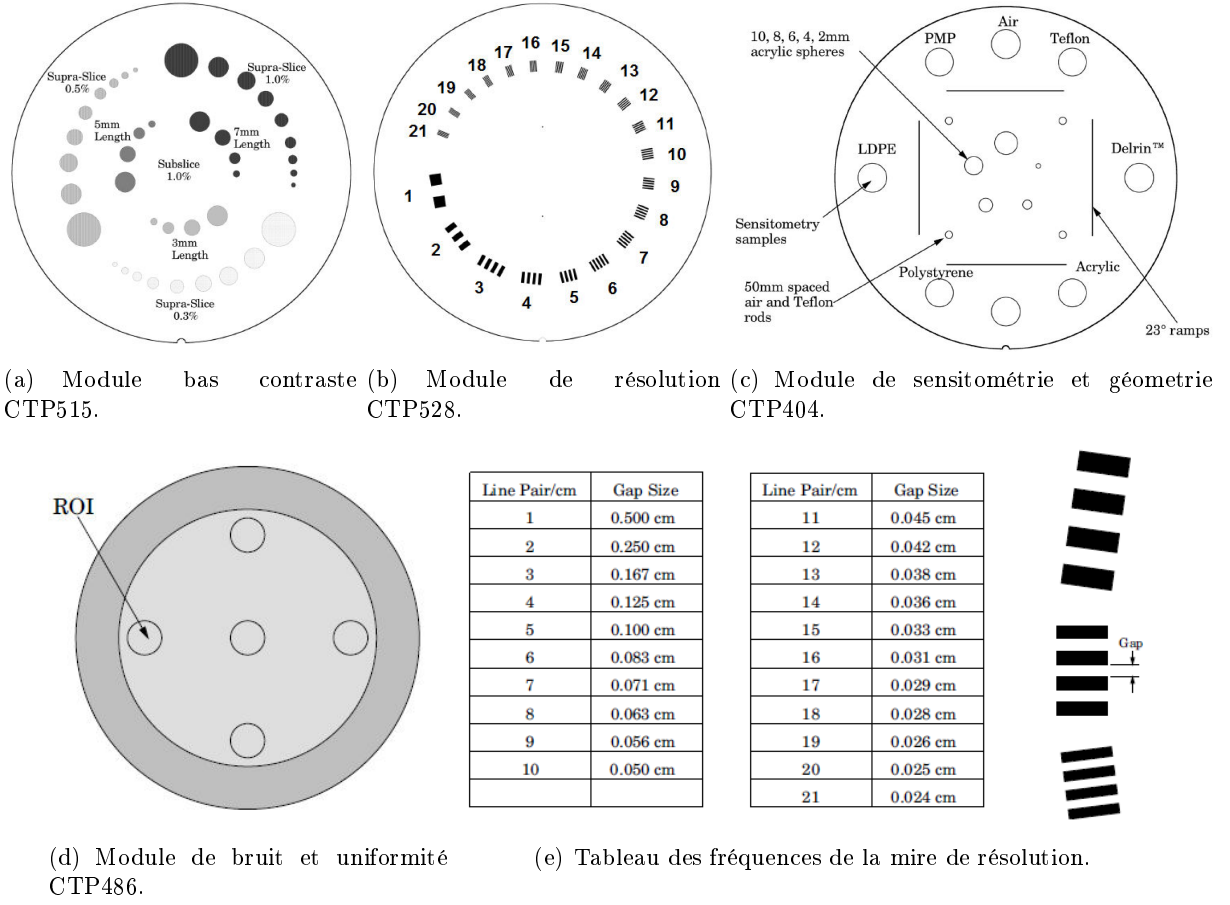 Supra-Slice
0.5%
Supra-Slice
1.0%
5mm
Length
7mm
Length
Subslice
1.0%
3mm
Length
Supra-Slice
0.3%
16
15
14
13
12
11
10
9
8
7
6
5
4
3
2
1
21
20
19
18
17
10, 8, 6, 4, 2mm
acrylic spheres
Air
PMP
Teflon
LDPE
Delrin™
Sensitometry
samples
Polystyrene
Acrylic
50mm spaced
air and Teflon
rods
23° ramps
(a) Module bas contraste
CTP515.
(b) Module de résolution
CTP528.
(c) Module de sensitométrie et géometrie
CTP404.
ROI
Line Pair/cm Gap Size
1 0.500 cm
2 0.250 cm
3 0.167 cm
4 0.125 cm
5 0.100 cm
6 0.083 cm
7 0.071 cm
8 0.063 cm
9 0.056 cm
10 0.050 cm
Line Pair/cm Gap Size
11 0.045 cm
12 0.042 cm
13 0.038 cm
14 0.036 cm
15 0.033 cm
16 0.031 cm
17 0.029 cm
18 0.028 cm
19 0.026 cm
20 0.025 cm
21 0.024 cm
Gap
(d) Module de bruit et uniformité
CTP486.
(e) Tableau des fréquences de la mire de résolution.